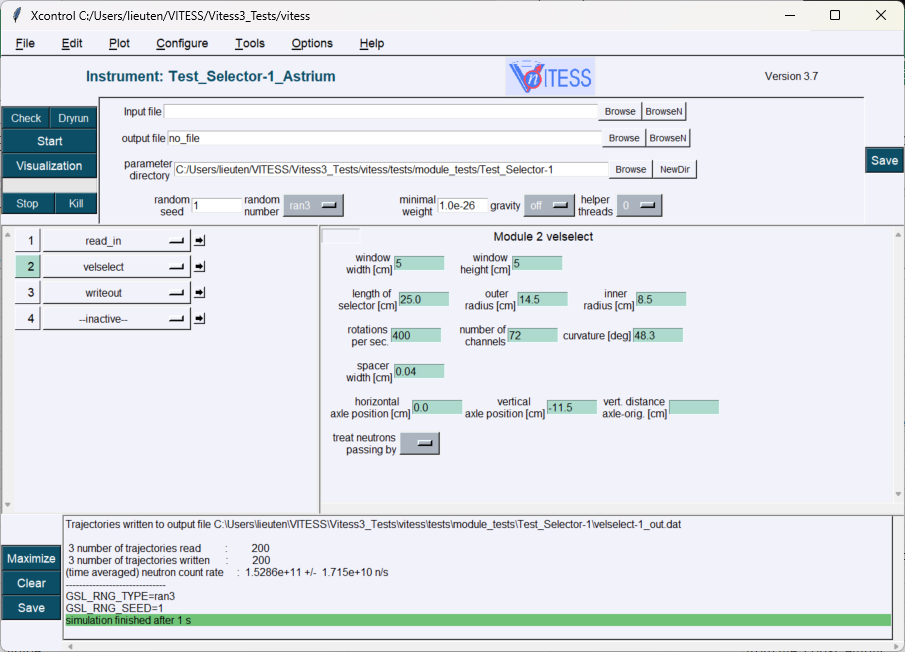 Xcontrol C:/Users/lieuten/VITESS/Vitess3_Tests/vitess
File Edit Plot Configure Tools Options Help
Instrument: Test_Selector-1_Astrium
VinITESS
Version 3.7
Check Dryrun
Start
Visualization
Stop Kill
Input file Browse BrowseN
output file no_file Browse BrowseN
parameter
directory C:/Users/lieuten/VITESS/Vitess3_Tests/vitess/tests/module_tests/Test_Selector-1 Browse NewDir
random
seed 1 random
number ran3 minimal
weight 1.0e-26 gravity off helper
threads 0
Save
1 read_in
2 velselect
3 writeout
4 --inactive--
Module 2 velselect
window
width [cm] 5 window
height [cm] 5
length of
selector [cm] 25.0 outer
radius [cm] 14.5 inner
radius [cm] 8.5
rotations
per sec. 400 number of
channels 72 curvature [deg] 48.3
spacer
width [cm] 0.04
horizontal
axle position [cm] 0.0 vertical
axle position [cm] -11.5 vert. distance
axle-orig. [cm]
treat neutrons
passing by
Maximize
Clear
Save
Trajectories written to output file C:\Users\lieuten\VITESS\Vitess3_Tests\vitess\tests\module_tests\Test_Selector-1\velselect-1_out.dat
3 number of trajectories read : 200
3 number of trajectories written : 200
(time averaged) neutron count rate : 1.5286e+11 +/- 1.715e+10 n/s
------------------------------
GSL_RNG_TYPE=ran3
GSL_RNG_SEED=1
simulation finished after 1 s